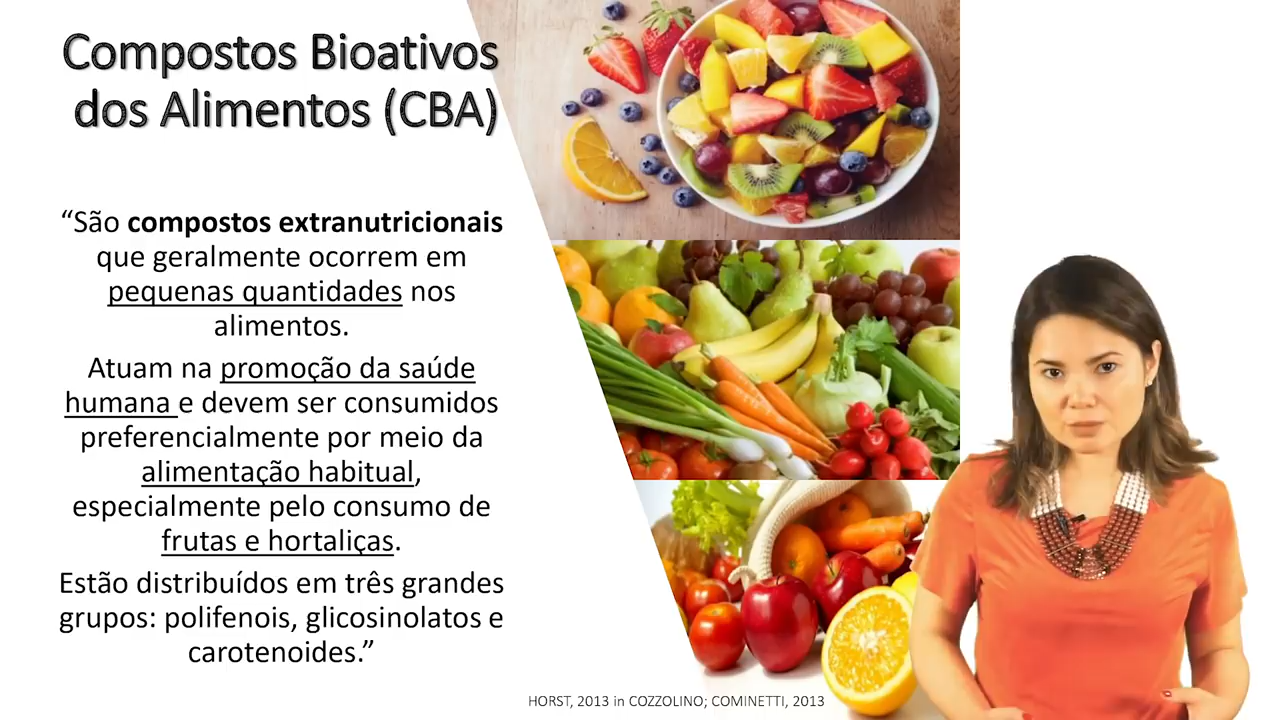 Compostos Bioativos
dos Alimentos (CBA)
“São compostos extranutricionais
que geralmente ocorrem em
pequenas quantidades nos
alimentos.
Atuam na promoção da saúde
humana e devem ser consumidos
preferencialmente por meio da
alimentação habitual,
especialmente pelo consumo de
frutas e hortaliças.
Estão distribuídos em três grandes
grupos: polifenois, glicosinolatos e
carotenoides.”
HORST, 2013 in COZZOLINO; COMINETTI, 2013